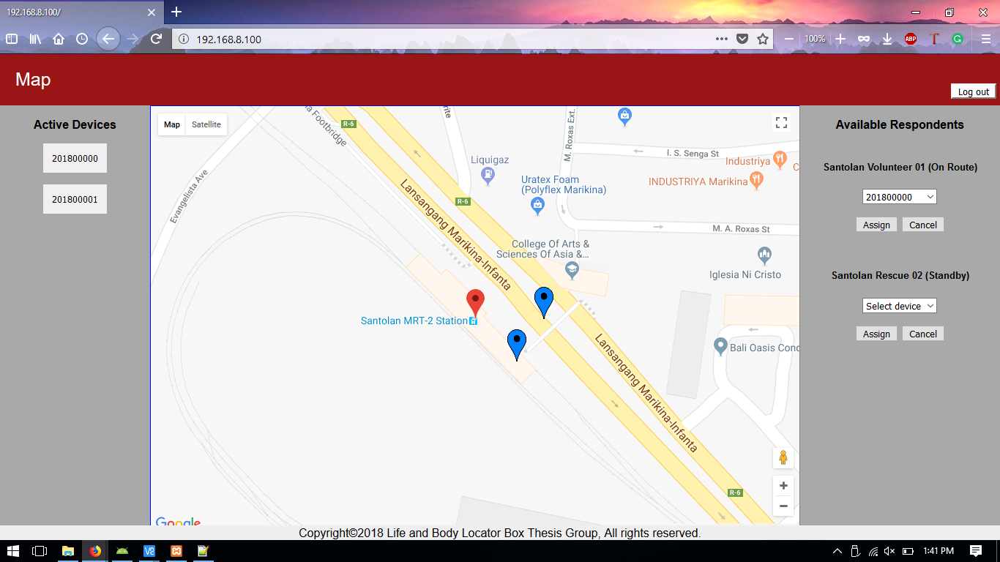 192.168.8.100/
192.168.8.100
100%
ABP
Map
Log out
Active Devices
201800000
201800001
Map
Satellite
Footbridge
R-6
Evangelista Ave
Liquigaz
Uratex Foam
(Polyflex Marikina)
R-6
M. Roxas Ext.
I. S. Senga St
Industriya
INDUSTRIYA Marikina
C
Lansangang Marikina-Infanta
M. A. Roxas St
College Of Arts &
Sciences Of Asia &...
Iglesia Ni Cristo
Santolan MRT-2 Station
Lansangang Marikina-Infanta
Bali Oasis Cond
R-6
Google
Available Respondents
Santolan Volunteer 01 (On Route)
201800000
Assign
Cancel
Santolan Rescue 02 (Standby)
Select device
Assign
Cancel
Copyright©2018 Life and Body Locator Box Thesis Group, All rights reserved.
1:41 PM